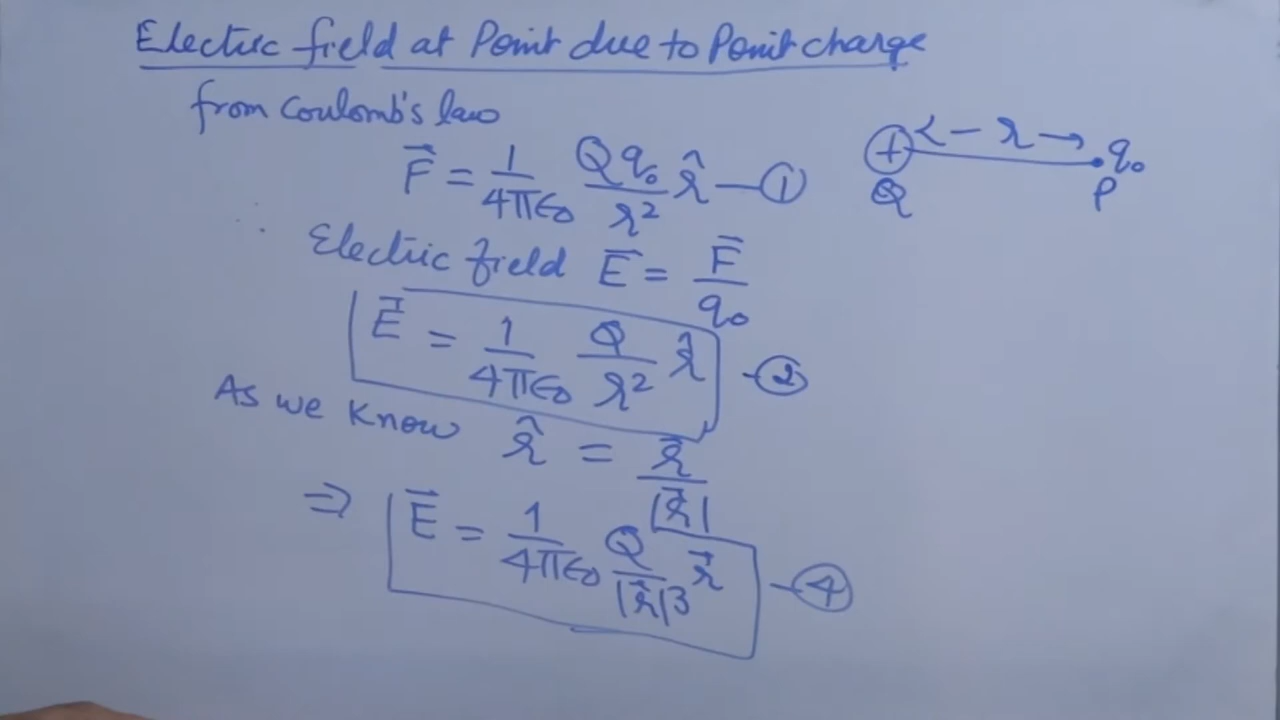 Electric field at Point due to Point charge
from Coulomb's law
F⃗ = 1/4πϵ₀ Qq₀/r² r̂ —①
<- r -> q₀
+
Q P
Electric field E⃗ = F⃗/q₀
E⃗ = 1/4πϵ₀ Q/r² r̂ -②
As we know r̂ = r⃗/|r⃗|
⇒ E⃗ = 1/4πϵ₀ Q/|r⃗|³ r⃗ -④